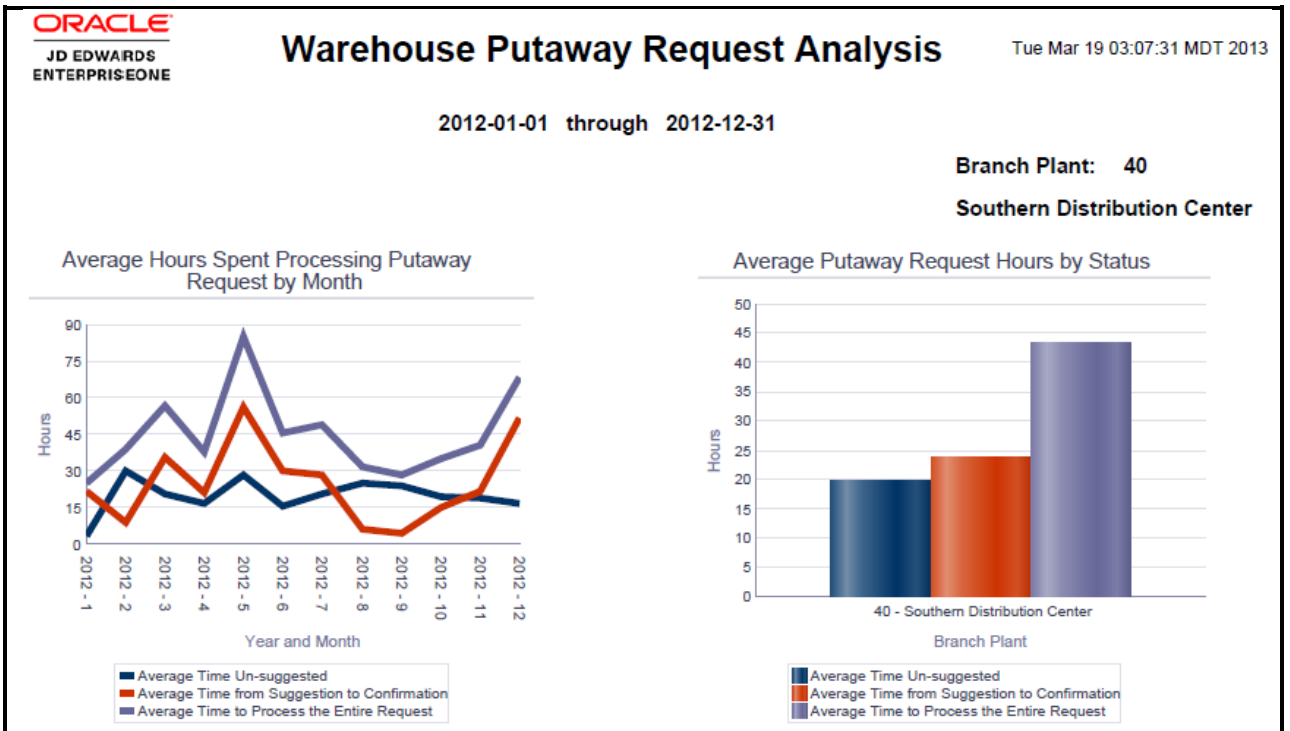 ORACLE
JD EDWARDS
ENTERPRISEONE
Warehouse Putaway Request Analysis
Tue Mar 19 03:07:31 MDT 2013
2012-01-01 through 2012-12-31
Branch Plant: 40
Southern Distribution Center
Average Hours Spent Processing Putaway
Request by Month
90
75
60
45
30
15
0
Hours
2012 - 1
2012 - 2
2012 - 3
2012 - 4
2012 - 5
2012 - 6
2012 - 7
2012 - 8
2012 - 9
2012 - 10
2012 - 11
2012 - 12
Year and Month
Average Time Un-suggested
Average Time from Suggestion to Confirmation
Average Time to Process the Entire Request
Average Putaway Request Hours by Status
50
45
40
35
30
25
20
15
10
5
0
Hours
40 - Southern Distribution Center
Branch Plant
Average Time Un-suggested
Average Time from Suggestion to Confirmation
Average Time to Process the Entire Request